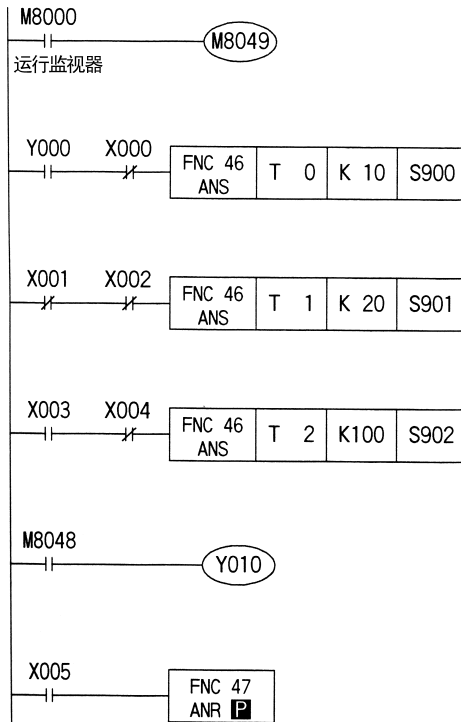 M8000
M8049
运行监视器
Y000 X000
FNC 46
ANS
T 0 K 10 S900
X001 X002
FNC 46
ANS
T 1 K 20 S901
X003 X004
FNC 46
ANS
T 2 K100 S902
M8048
Y010
X005
FNC 47
ANR P